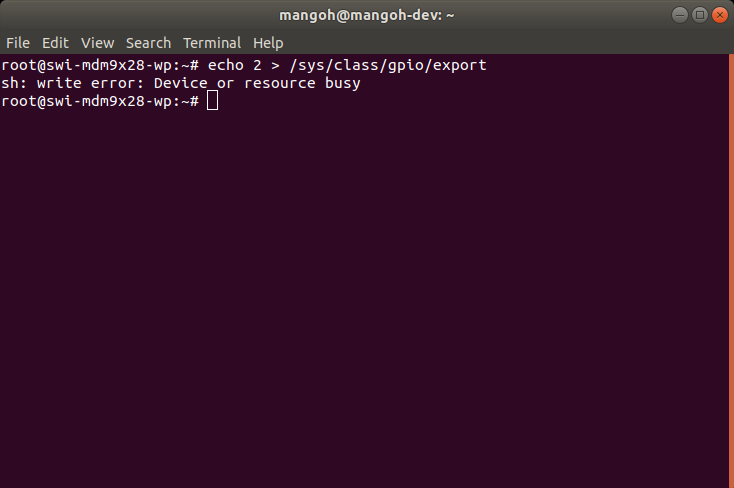 mangoh@mangoh-dev: ~
File Edit View Search Terminal Help
root@swi-mdm9x28-wp:~# echo 2 > /sys/class/gpio/export
sh: write error: Device or resource busy
root@swi-mdm9x28-wp:~#